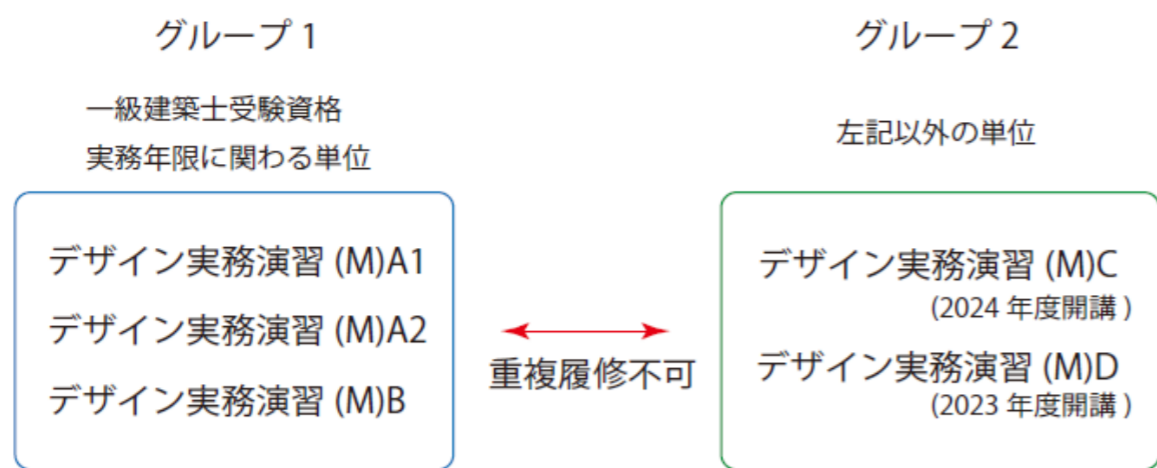 グループ 1
一級建築士受験資格
実務年限に関わる単位
デザイン実務演習 (M)A1
デザイン実務演習 (M)A2
デザイン実務演習 (M)B
重複履修不可
グループ 2
左記以外の単位
デザイン実務演習 (M)C
(2024 年度開講 )
デザイン実務演習 (M)D
(2023 年度開講 )